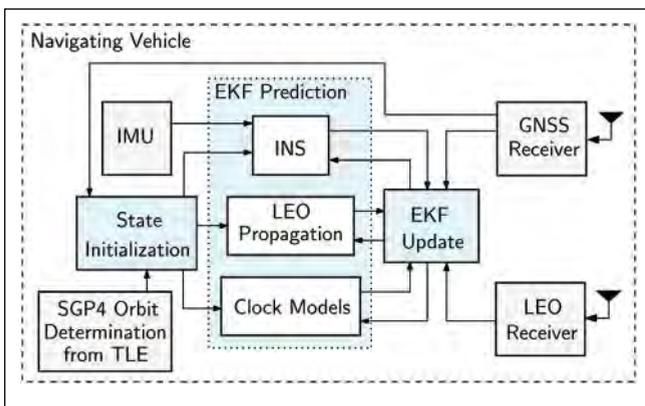 Navigating Vehicle
EKF Prediction
IMU
INS
GNSS
Receiver
State
Initialization
LEO
Propagation
EKF
Update
SGP4 Orbit
Determination
from TLE
Clock Models
LEO
Receiver